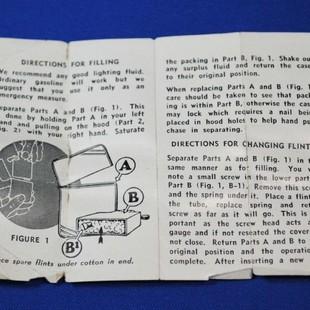 DIRECTIONS FOR FILLING
We recommend any good lighting fluid.
Ordinary gasoline will work but we
suggest that you use it only as an
emergency measure.
Separate Parts A and B (Fig. 1). This
done by holding Part A in your left
hand and pulling on the hood (Part 2,
Fig. 2) with your right hand. Saturate
A
B
B¹
FIGURE 1
spare flints under cotton in end.
the packing in Part B, Fig. 1. Shake out
any surplus fluid and return the case
to their original position.
When replacing Parts A and B (Fig. 1)
care should be taken to see that pack-
ing is within Part B, otherwise the case
may lock which requires a nail being
placed in hood holes to help hand pur-
chase in separating.
DIRECTIONS FOR CHANGING FLINT
Separate Parts A and B (Fig. 1) in the
same manner as for filling. You will
note a small screw in the lower part
Part B (Fig. 1, B-1). Remove this screw
and the spring under it. Place a flint
the tube, replace spring and
screw as far as it will go. This is
portant as the screw head acts a
gauge and if not reseated the cover
not close. Return Parts A and B to
original position and the operation
complete. After inserting a new